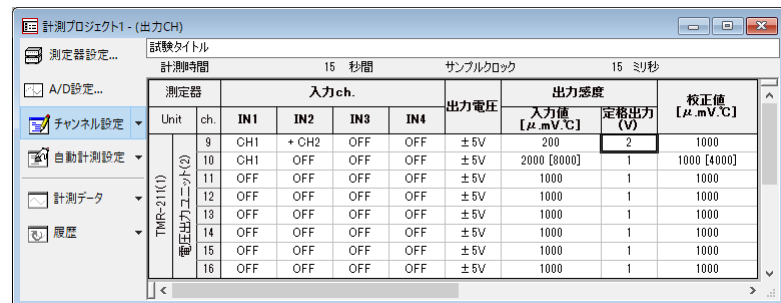 計測プロジェクト1 - (出力CH)
測定器設定...
A/D設定...
チャンネル設定
自動計測設定
計測データ
履歴
試験タイトル
計測時間 15 秒間 サンプルクロック 15 ミリ秒
測定器 入力ch. 出力電圧 出力感度 校正値 [μ.mV.℃]
Unit ch. IN1 IN2 IN3 IN4 入力値 [μ.mV.℃] 定格出力 (V)
TMR-211(1)
電圧出力ユニット(2)
9 CH1 + CH2 OFF OFF ±5V 200 2 1000
10 CH1 OFF OFF OFF ±5V 2000 [8000] 1 1000 [4000]
11 OFF OFF OFF OFF ±5V 1000 1 1000
12 OFF OFF OFF OFF ±5V 1000 1 1000
13 OFF OFF OFF OFF ±5V 1000 1 1000
14 OFF OFF OFF OFF ±5V 1000 1 1000
15 OFF OFF OFF OFF ±5V 1000 1 1000
16 OFF OFF OFF OFF ±5V 1000 1 1000